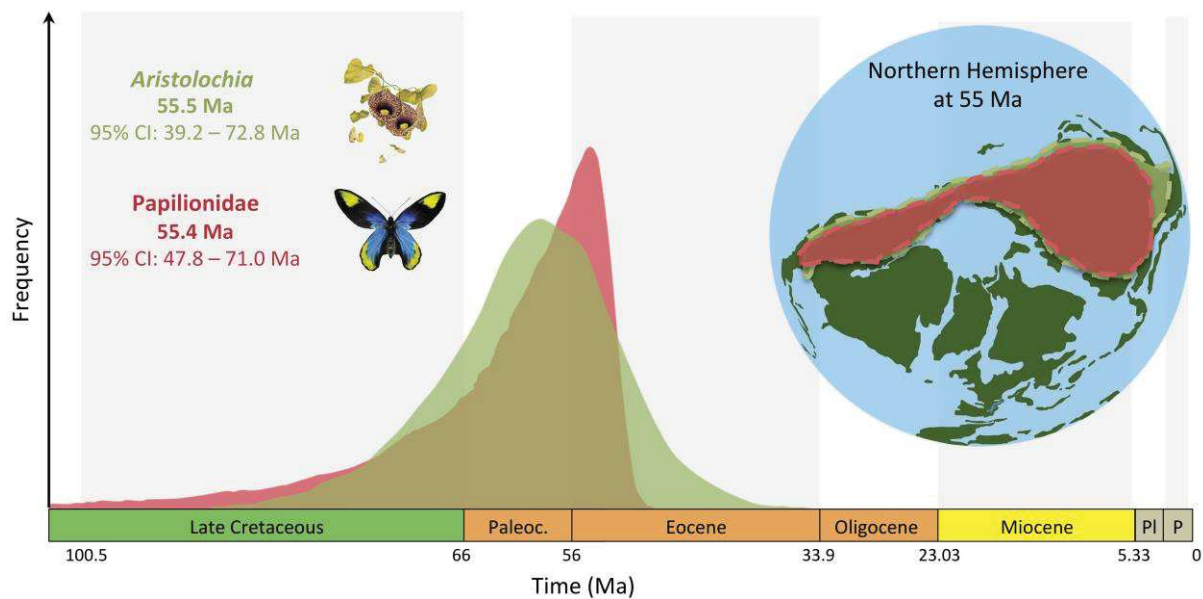 Aristolochia
55.5 Ma
95% CI: 39.2 – 72.8 Ma
Papilionidae
55.4 Ma
95% CI: 47.8 – 71.0 Ma
Northern Hemisphere
at 55 Ma
Frequency
Late Cretaceous Paleoc. Eocene Oligocene Miocene Pl P
100.5 66 56 33.9 23.03 5.33 0
Time (Ma)